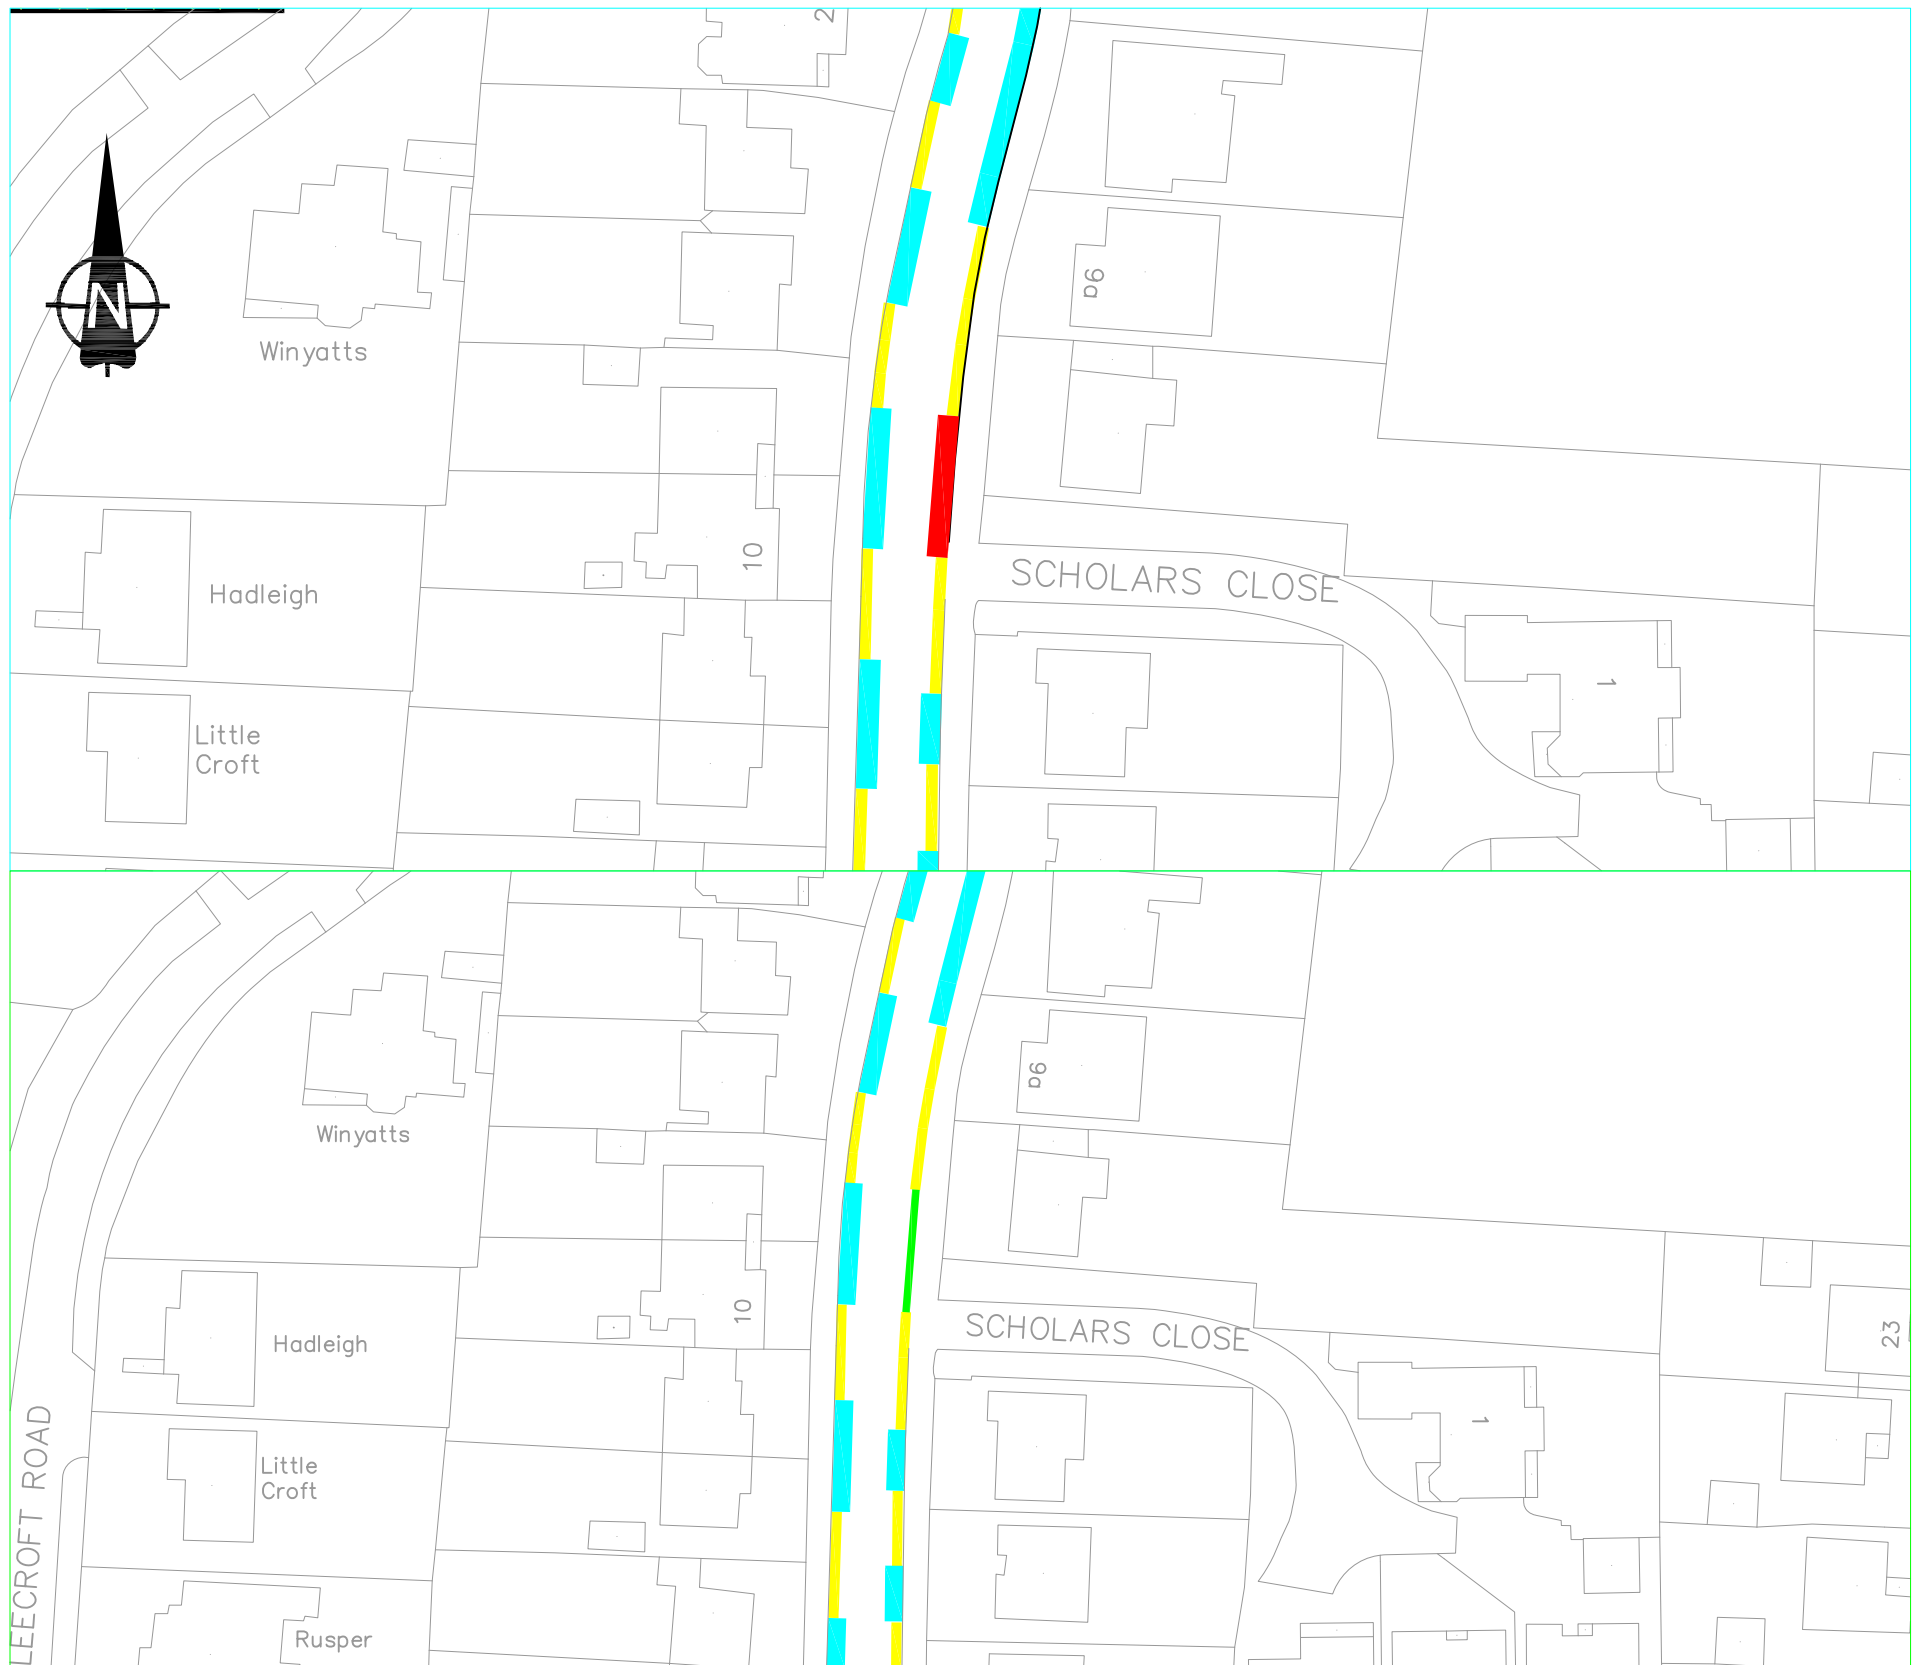 2
N
Winyatts
9a
10
Hadleigh
SCHOLARS CLOSE
1
Little
Croft
9a
Winyatts
10
Hadleigh
SCHOLARS CLOSE
23
1
LEECROFT ROAD
Little
Croft
Rusper